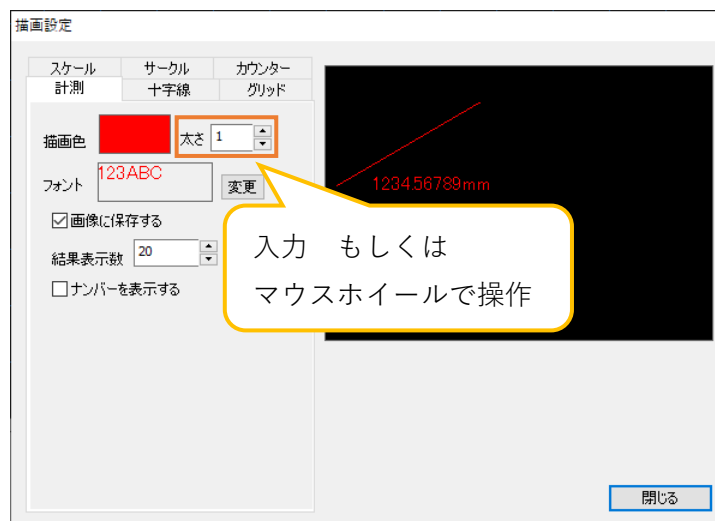 描画設定
スケール サークル カウンター
計測 十字線 グリッド
描画色 太さ 1
フォント 123ABC 変更
1234.56789mm
画像に保存する
結果表示数 20
ナンバーを表示する
入力　もしくは
マウスホイールで操作
閉じる